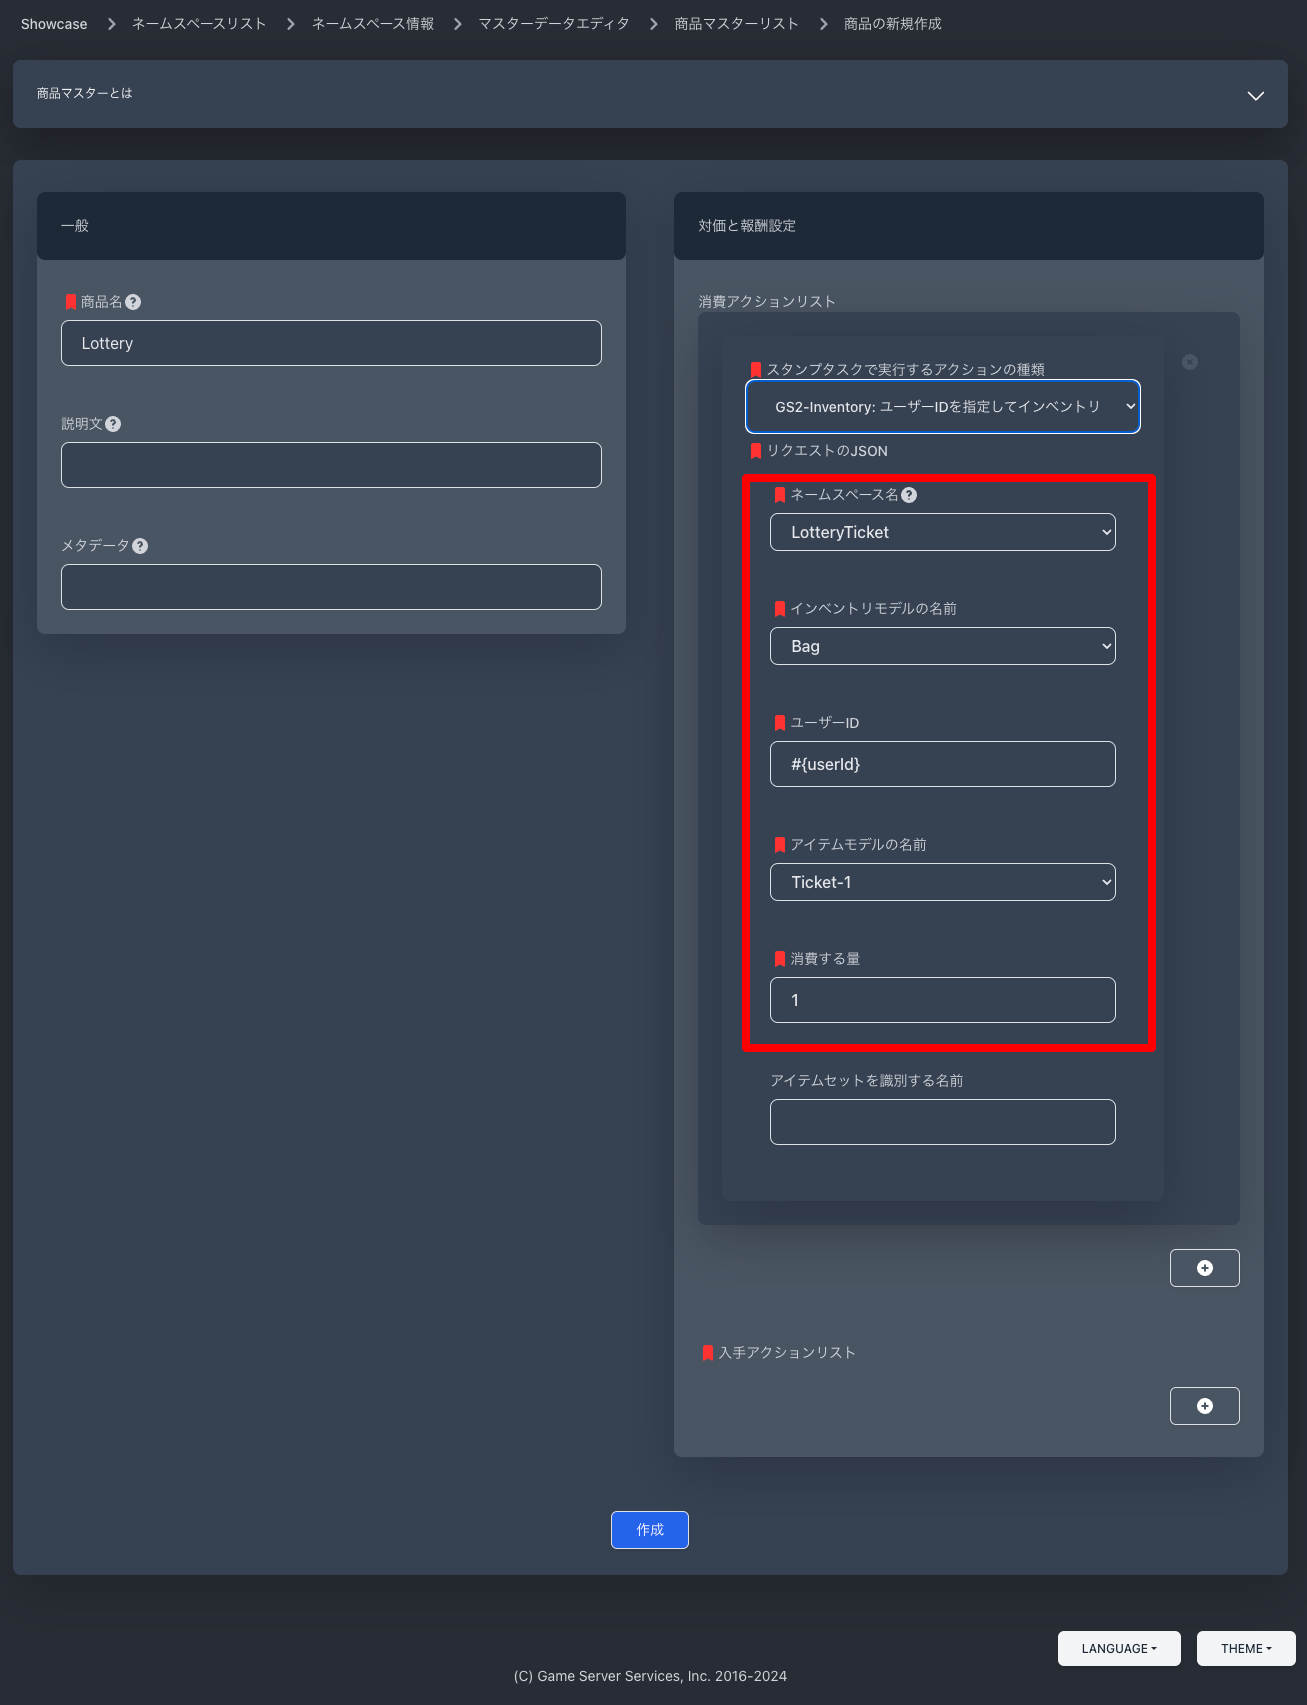 Showcase > ネームスペースリスト > ネームスペース情報 > マスターデータエディタ > 商品マスターリスト > 商品の新規作成
商品マスターとは
一般
商品名
Lottery
説明文
メタデータ
対価と報酬設定
消費アクションリスト
スタンプタスクで実行するアクションの種類
GS2-Inventory: ユーザーIDを指定してインベントリ
リクエストのJSON
ネームスペース名
LotteryTicket
インベントリモデルの名前
Bag
ユーザーID
#{userId}
アイテムモデルの名前
Ticket-1
消費する量
1
アイテムセットを識別する名前
入手アクションリスト
作成
LANGUAGE
THEME
(C) Game Server Services, Inc. 2016-2024